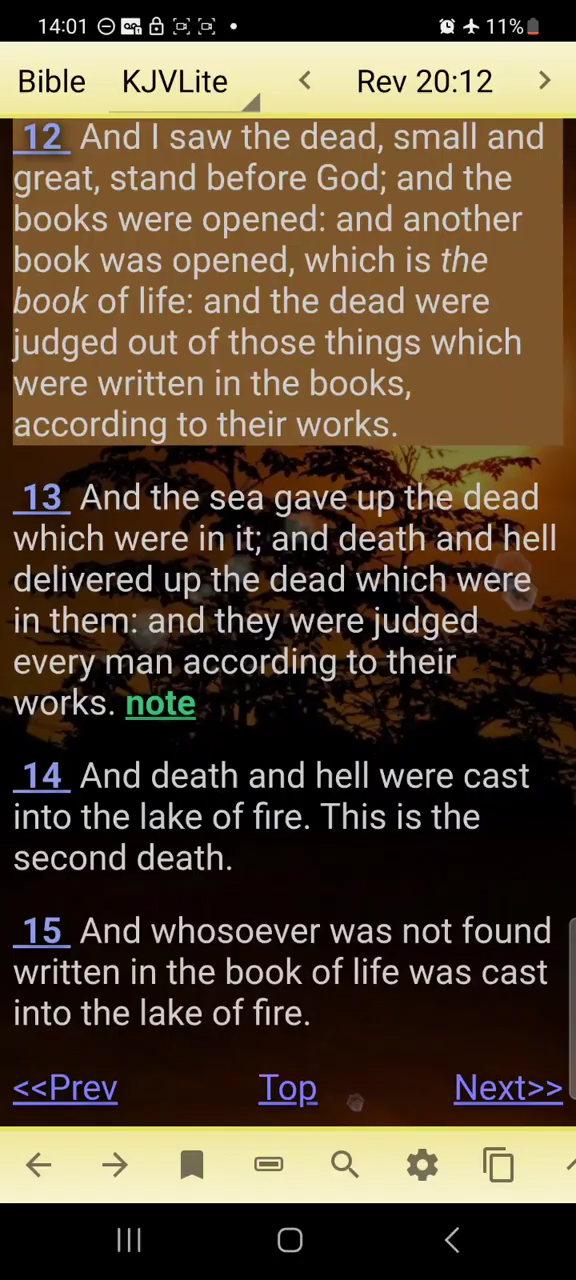 14:01 11%
Bible KJVLite < Rev 20:12 >
12 And I saw the dead, small and
great, stand before God; and the
books were opened: and another
book was opened, which is the
book of life: and the dead were
judged out of those things which
were written in the books,
according to their works.
13 And the sea gave up the dead
which were in it; and death and hell
delivered up the dead which were
in them: and they were judged
every man according to their
works. note
14 And death and hell were cast
into the lake of fire. This is the
second death.
15 And whosoever was not found
written in the book of life was cast
into the lake of fire.
<<Prev Top Next>>